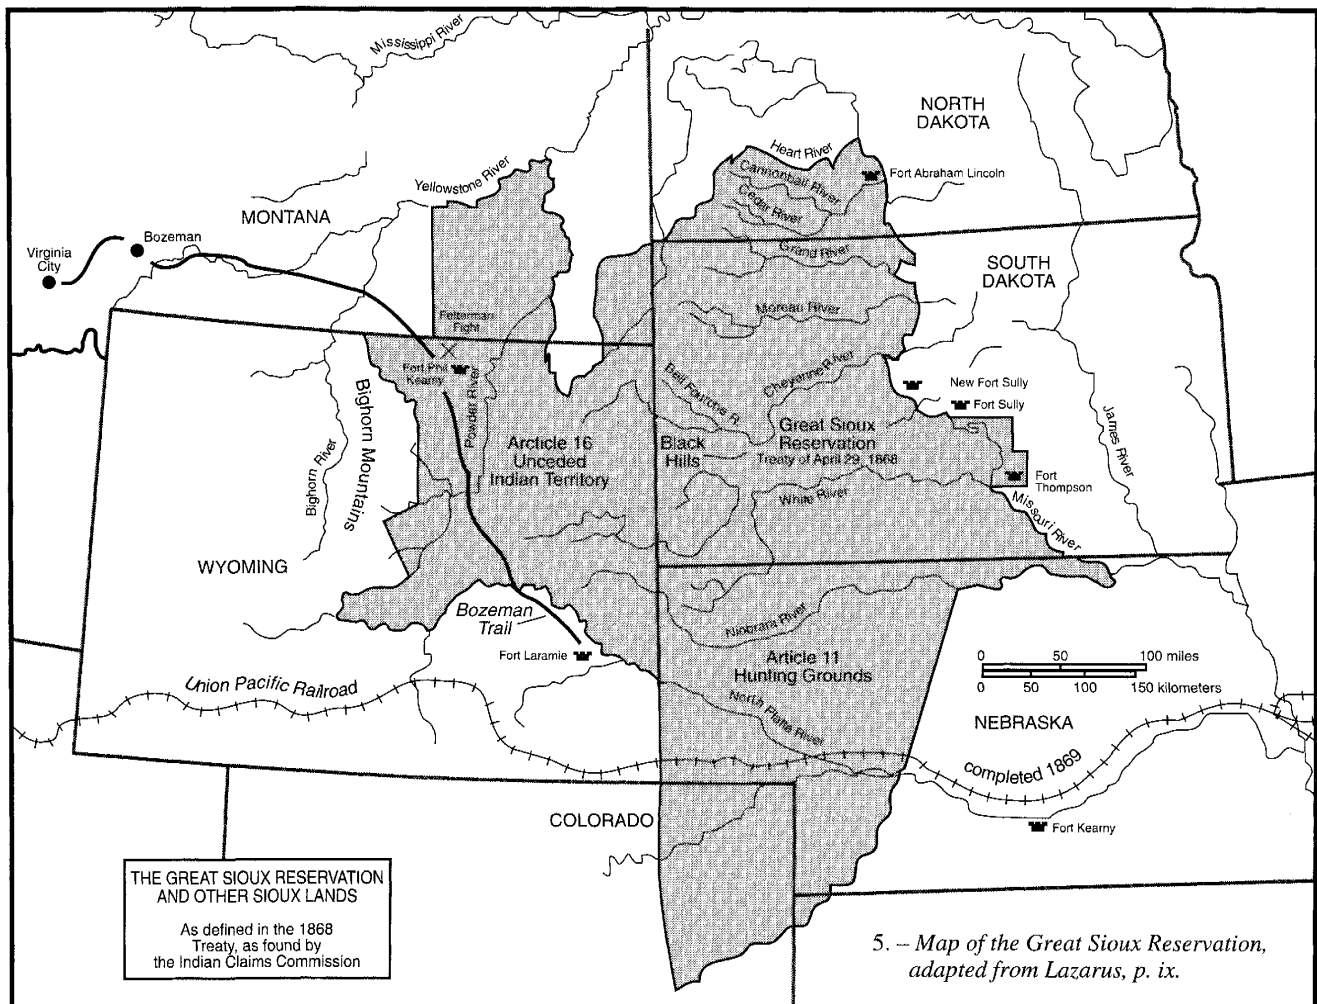 Mississippi River
NORTH
DAKOTA
Heart River
Cannonball River
Fort Abraham Lincoln
Yellowstone River
Cedar River
MONTANA
Bozeman
Virginia
City
Grand River
SOUTH
DAKOTA
Moreau River
Fetterman
Fight
Fort Phil
Kearny
Powder River
Bell Fourche R.
Cheyenne River
New Fort Sully
Fort Sully
Bighorn Mountains
Bighorn River
Arcticle 16
Unceded
Indian Territory
Black
Hills
Great Sioux
Reservation
Treaty of April 29, 1868
James River
Fort
Thompson
White River
Missouri River
WYOMING
Bozeman
Trail
Niobrara River
Fort Laramie
Article 11
Hunting Grounds
0 50 100 miles
0 50 100 150 kilometers
Union Pacific Railroad
North Platte River
NEBRASKA
completed 1869
COLORADO
Fort Kearny
THE GREAT SIOUX RESERVATION
AND OTHER SIOUX LANDS
As defined in the 1868
Treaty, as found by
the Indian Claims Commission
5. – Map of the Great Sioux Reservation,
adapted from Lazarus, p. ix.